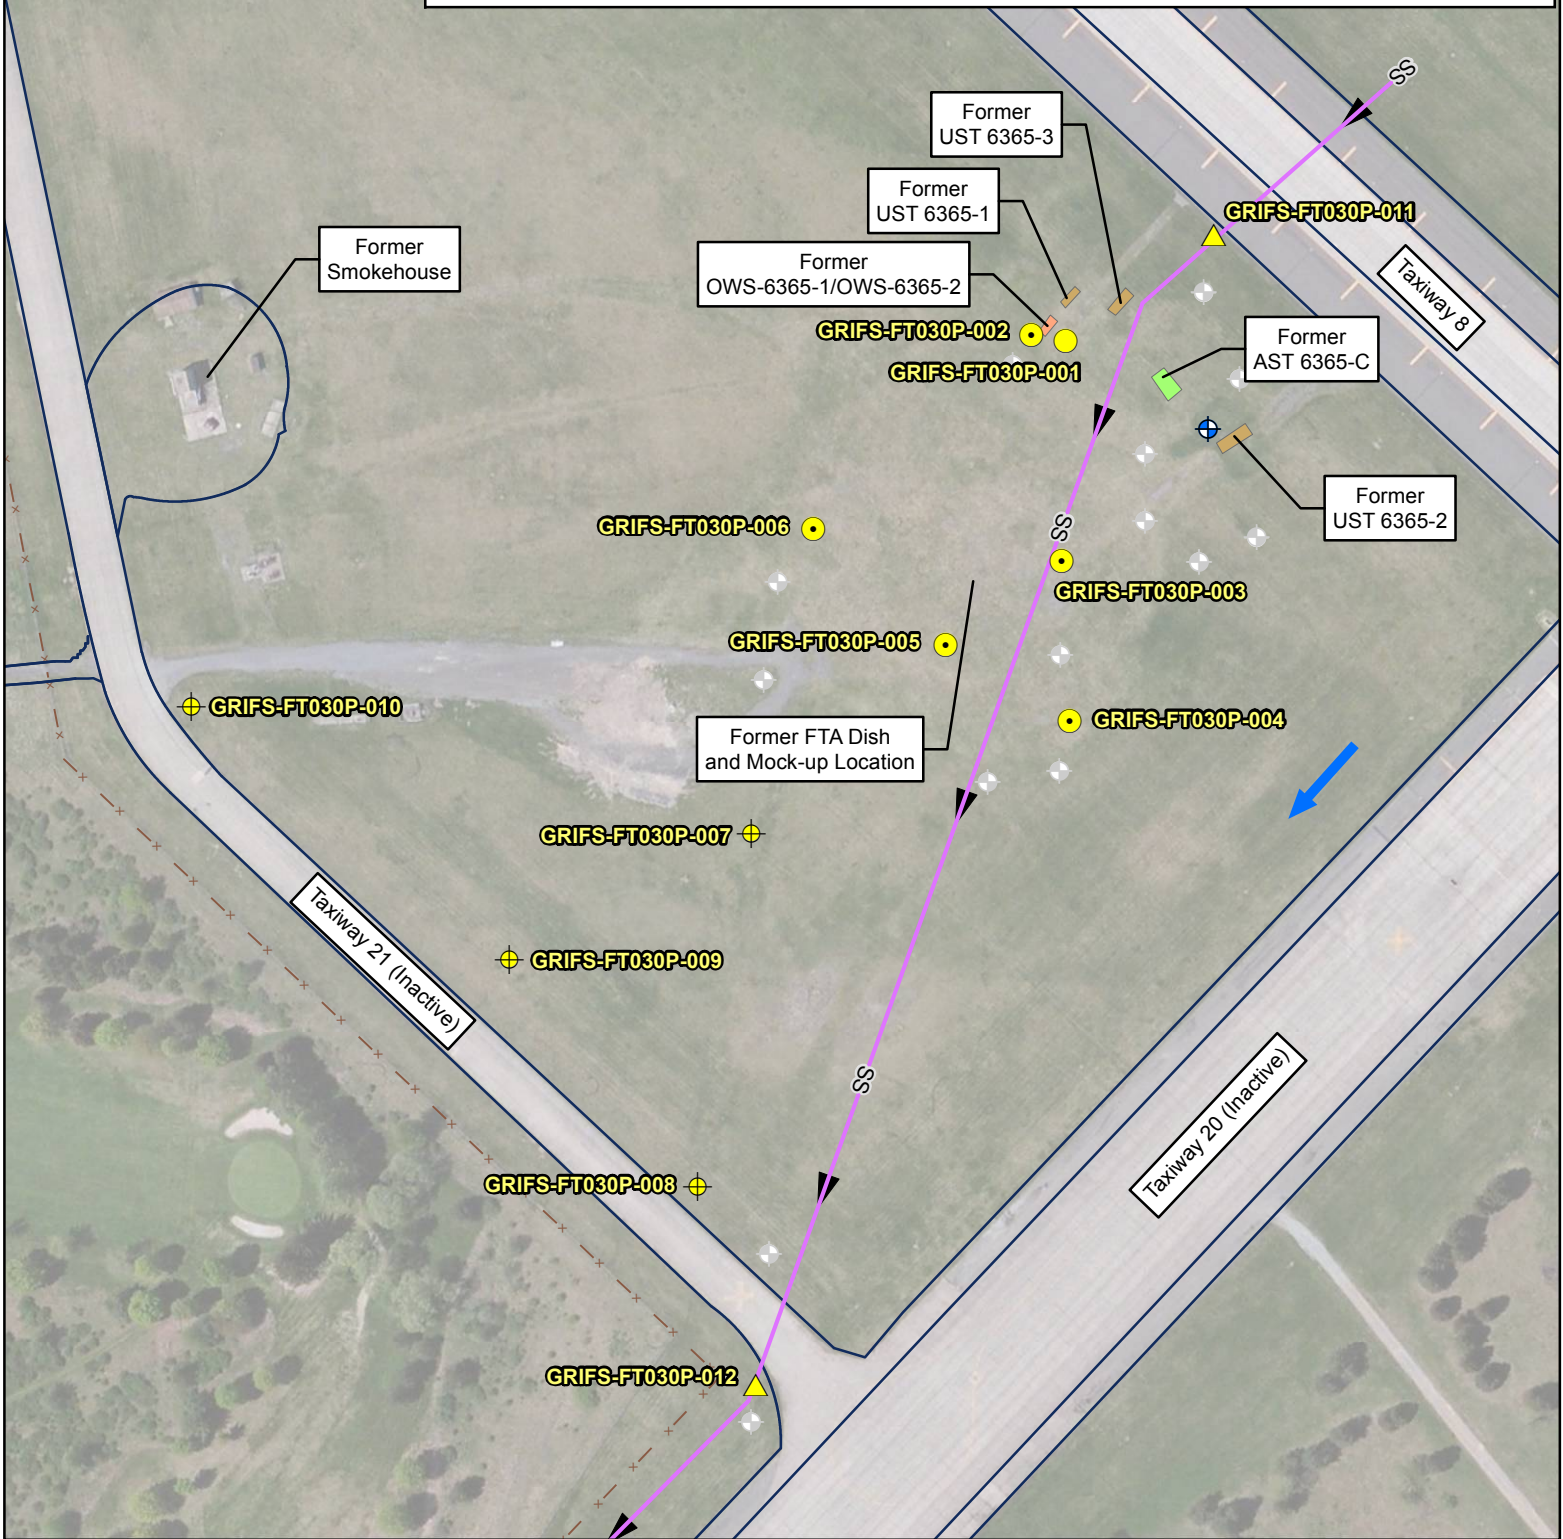 SS
Former
UST 6365-3
Former
UST 6365-1
GRIFS-FT030P-011
Former
Smokehouse
Former
OWS-6365-1/OWS-6365-2
Taxiway 8
GRIFS-FT030P-002
Former
AST 6365-C
GRIFS-FT030P-001
Former
UST 6365-2
GRIFS-FT030P-006
SS
GRIFS-FT030P-003
GRIFS-FT030P-005
GRIFS-FT030P-010
GRIFS-FT030P-004
Former FTA Dish
and Mock-up Location
GRIFS-FT030P-007
Taxiway 21 (Inactive)
GRIFS-FT030P-009
SS
Taxiway 20 (Inactive)
GRIFS-FT030P-008
GRIFS-FT030P-012